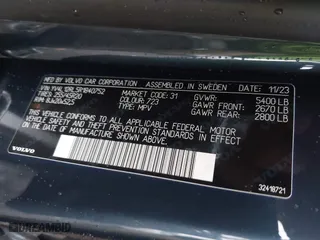 MFD. BY VOLVO CAR CORPORATION ASSEMBLED IN SWEDEN
11/23
MARKET CODE: 31
COLOUR: 723
TYPE: MPV
GVWR: 5400 LB
GAWR FRONT: 2670 LB
GAWR REAR: 2800 LB
THIS VEHICLE CONFORMS TO ALL APPLICABLE FEDERAL MOTOR
VEHICLE SAFETY AND THEFT PREVENTION STANDARDS IN EFFECT
ON THE DATE OF MANUFACTURE SHOWN ABOVE.
VOLVO
32418721